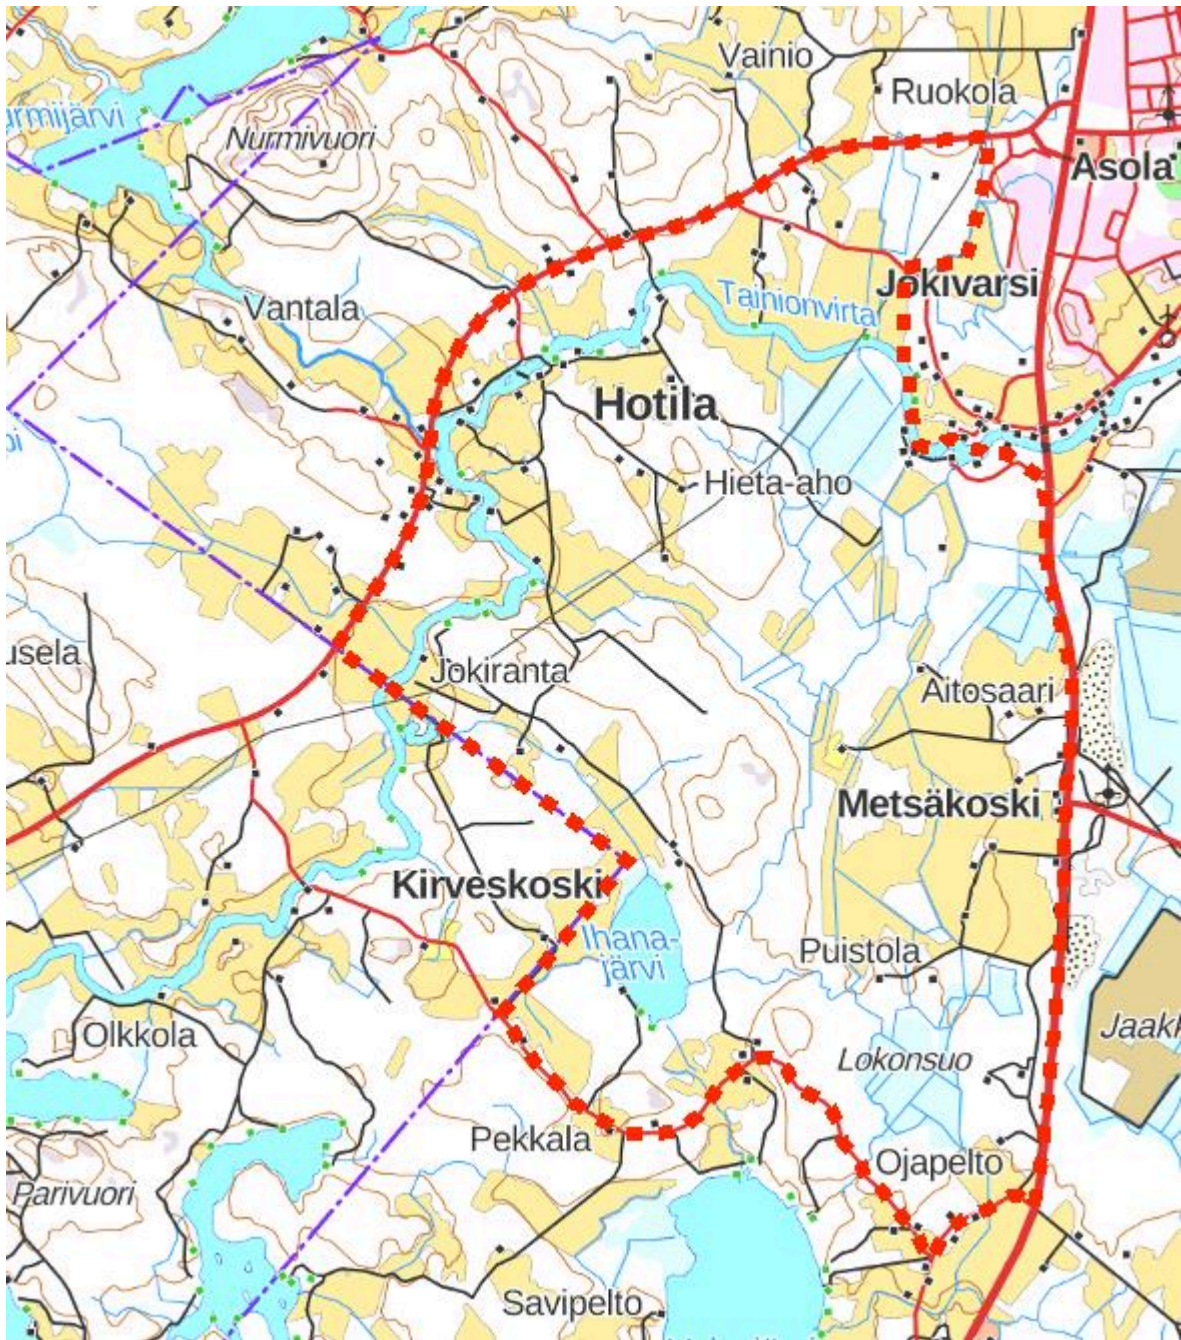 Vainio
Ruokola
urmijärvi
Nurmivuori
Asola
Jokivarsi
Tainionvirta
Vantala
Hotila
Hieta-aho
usela
Jokiranta
Aitosaari
Metsäkoski
Kirveskoski
Ihana-
järvi
Puistola
Olkkola
Lokonsuo
Jaakk
Pekkala
Ojapelto
Parivuori
Savipelto